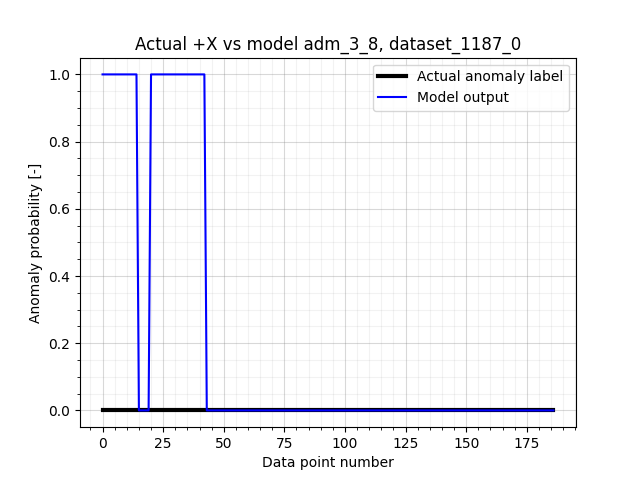 Actual +X vs model adm_3_8, dataset_1187_0
Actual anomaly label
Model output
Anomaly probability [-]
1.0
0.8
0.6
0.4
0.2
0.0
0 25 50 75 100 125 150 175
Data point number